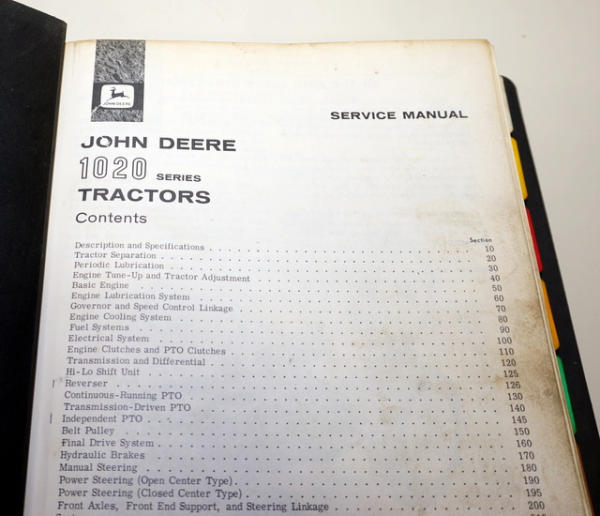 JOHN DEERE
SERVICE MANUAL
JOHN DEERE
1020 SERIES
TRACTORS
Contents
Section
Description and Specifications . . . 10
Tractor Separation . . . 20
Periodic Lubrication . . . 30
Engine Tune-Up and Tractor Adjustment . . . 40
Basic Engine . . . 50
Engine Lubrication System . . . 60
Governor and Speed Control Linkage . . . 70
Engine Cooling System . . . 80
Fuel Systems . . . 90
Electrical System . . . 100
Engine Clutches and PTO Clutches . . . 110
Transmission and Differential . . . 120
Hi-Lo Shift Unit . . . 125
Reverser . . . 126
Continuous-Running PTO . . . 130
Transmission-Driven PTO . . . 140
Independent PTO . . . 145
Belt Pulley . . . 150
Final Drive System . . . 160
Hydraulic Brakes . . . 170
Manual Steering . . . 180
Power Steering (Open Center Type) . . . 190
Power Steering (Closed Center Type) . . . 195
Front Axles, Front End Support, and Steering Linkage . . . 200